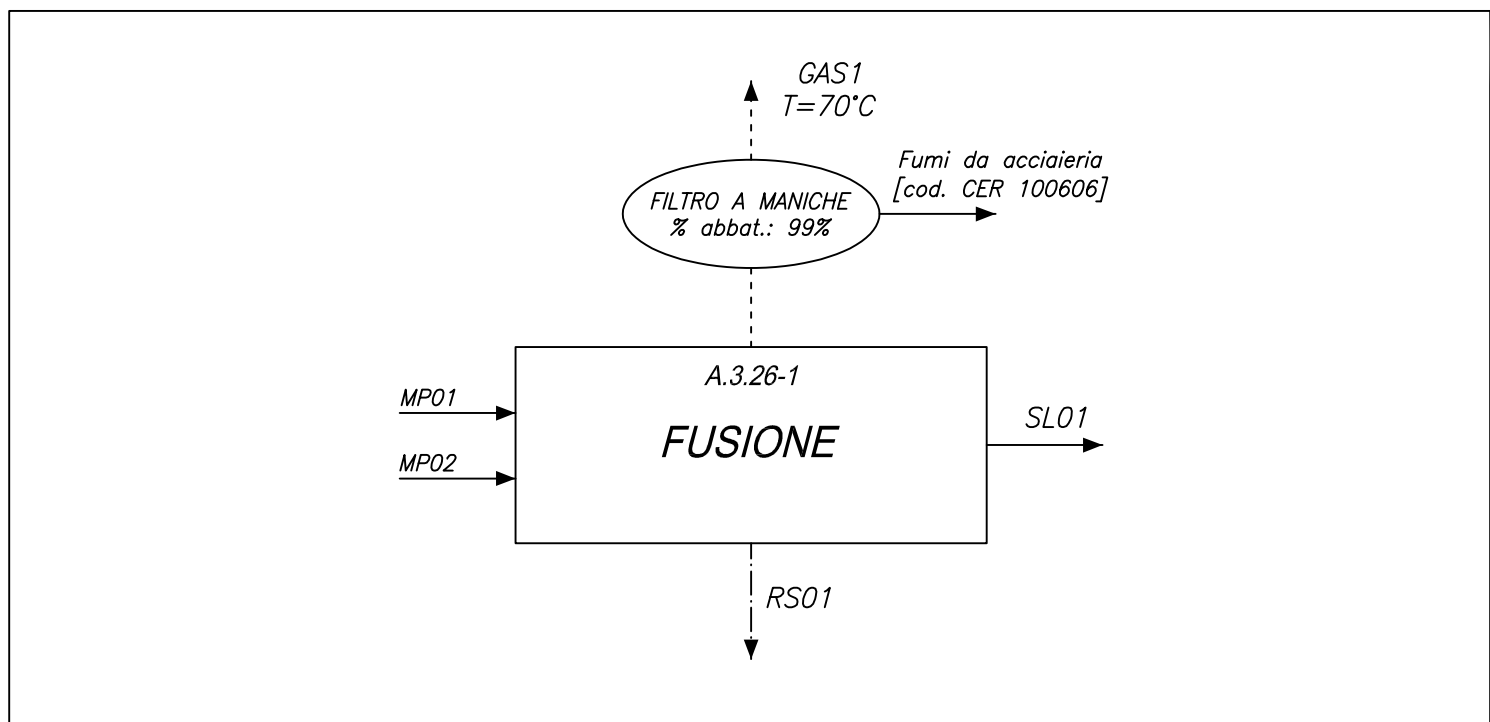 GAS1
T=70°C
Fumi da acciaieria
[cod. CER 100606]
FILTRO A MANICHE
% abbat.: 99%
A.3.26-1
MP01
FUSIONE
SL01
MP02
RS01